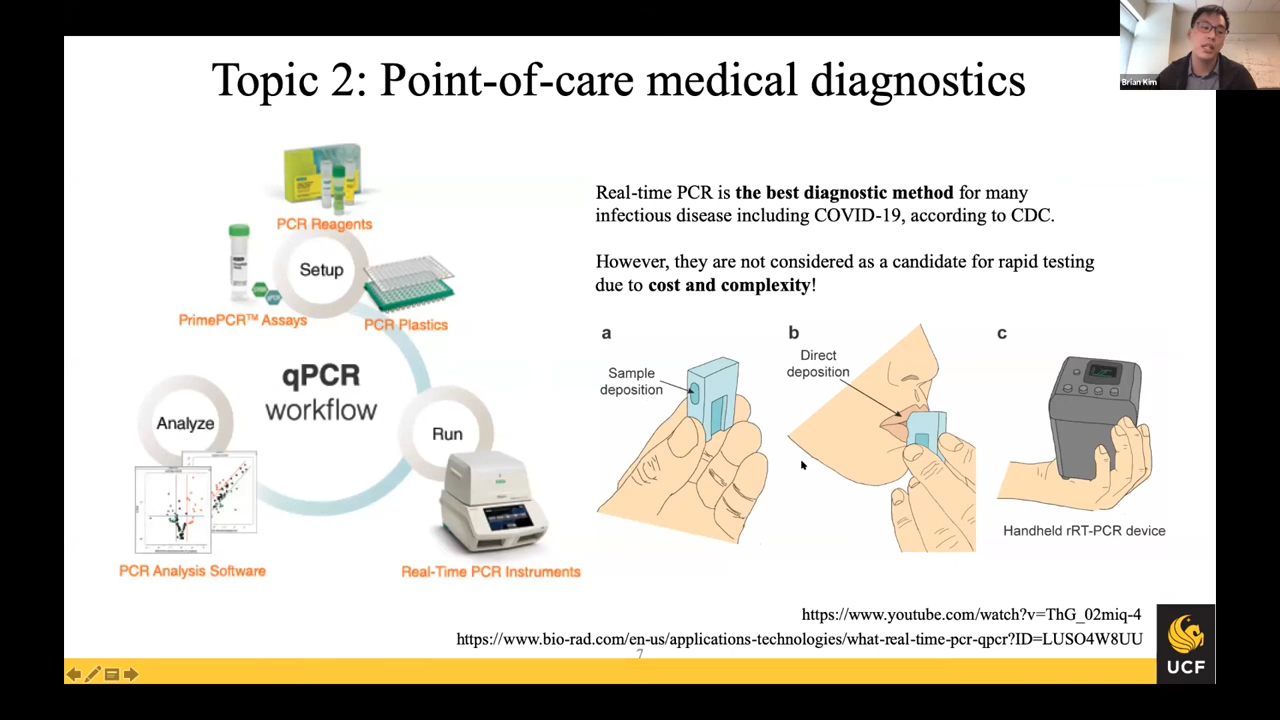 Brian Kim
Topic 2: Point-of-care medical diagnostics
PCR Reagents
Setup
PrimePCR™ Assays
PCR Plastics
qPCR
workflow
Analyze
Run
PCR Analysis Software
Real-Time PCR Instruments
Real-time PCR is the best diagnostic method for many
infectious disease including COVID-19, according to CDC.
However, they are not considered as a candidate for rapid testing
due to cost and complexity!
a
Sample
deposition
b
Direct
deposition
c
Handheld rRT-PCR device
https://www.youtube.com/watch?v=ThG_02miq-4
https://www.bio-rad.com/en-us/applications-technologies/what-real-time-pcr-qpcr?ID=LUSO4W8UU
7
UCF